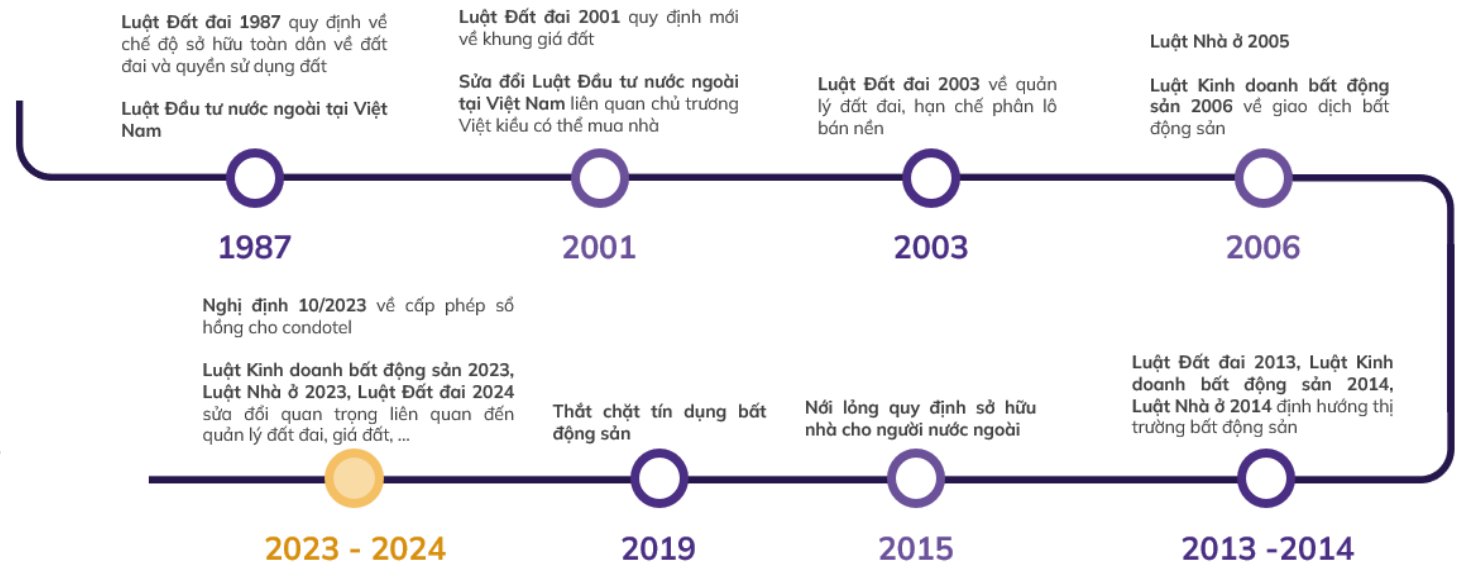 Luật Đất đai 1987 quy định về
chế độ sở hữu toàn dân về đất
đai và quyền sử dụng đất
Luật Đầu tư nước ngoài tại Việt
Nam
1987
Luật Đất đai 2001 quy định mới
về khung giá đất
Sửa đổi Luật Đầu tư nước ngoài
tại Việt Nam liên quan chủ trương
Việt kiều có thể mua nhà
2001
Luật Đất đai 2003 về quản
lý đất đai, hạn chế phân lô
bán nền
2003
Luật Nhà ở 2005
Luật Kinh doanh bất động
sản 2006 về giao dịch bất
động sản
2006
Luật Đất đai 2013, Luật Kinh
doanh bất động sản 2014,
Luật Nhà ở 2014 định hướng thị
trường bất động sản
2013 -2014
Nới lỏng quy định sở hữu
nhà cho người nước ngoài
2015
Thắt chặt tín dụng bất
động sản
2019
Nghị định 10/2023 về cấp phép sổ
hồng cho condotel
Luật Kinh doanh bất động sản 2023,
Luật Nhà ở 2023, Luật Đất đai 2024
sửa đổi quan trọng liên quan đến
quản lý đất đai, giá đất, ...
2023 - 2024